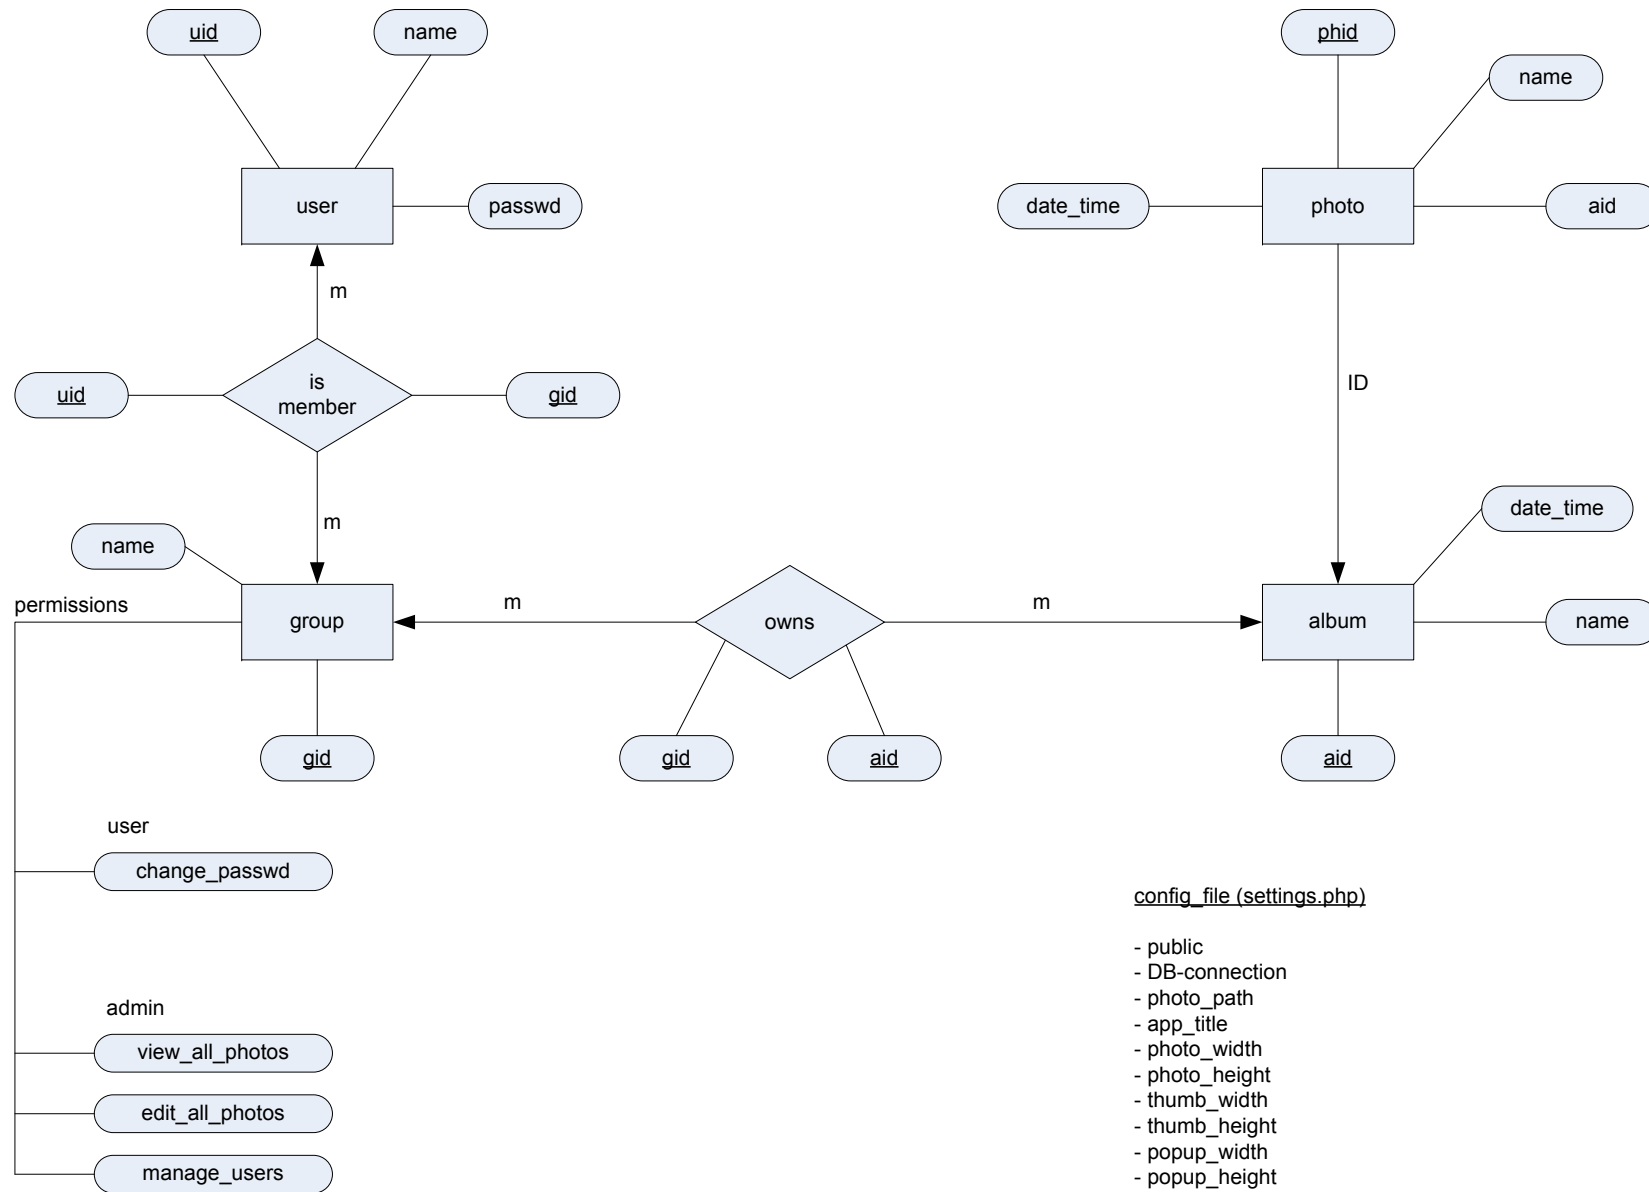 uid
name
phid
name
user
passwd
date_time
photo
aid
m
uid
is
member
gid
ID
m
name
date_time
permissions
group
m
owns
m
album
name
gid
gid
aid
aid
user
change_passwd
admin
view_all_photos
edit_all_photos
manage_users
config_file (settings.php)
- public
- DB-connection
- photo_path
- app_title
- photo_width
- photo_height
- thumb_width
- thumb_height
- popup_width
- popup_height